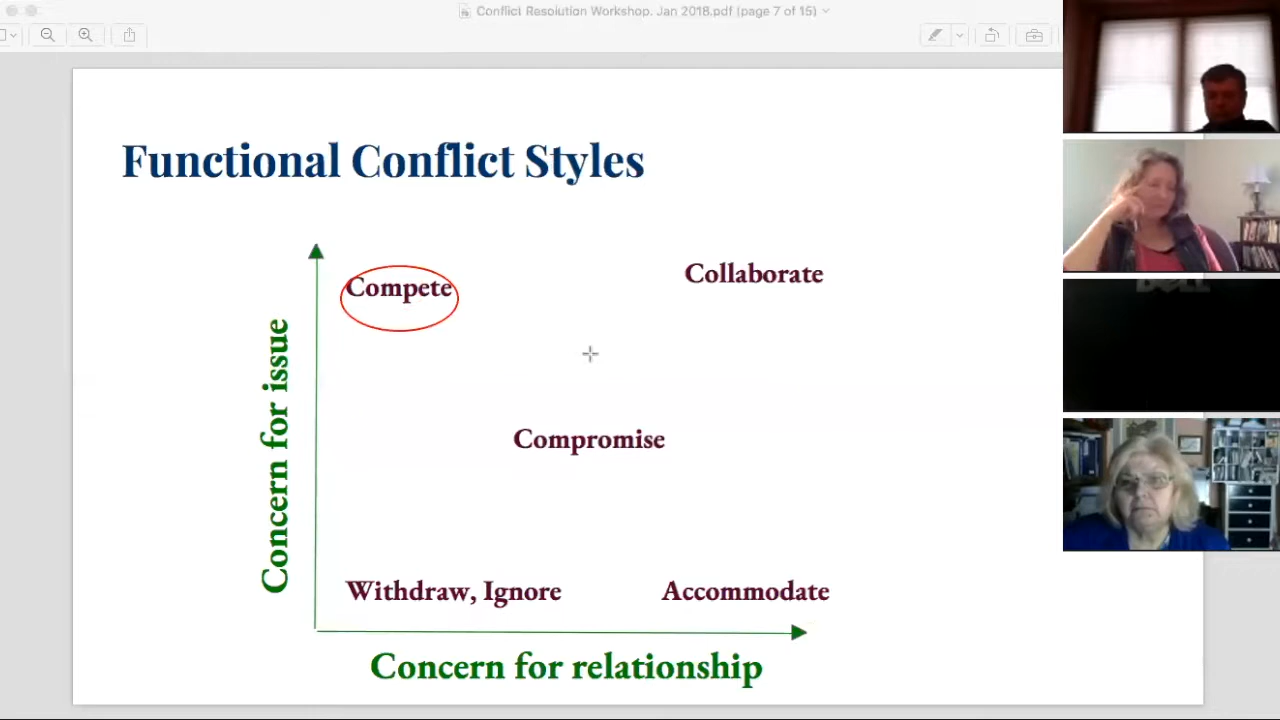 Conflict Resolution Workshop. Jan 2018.pdf (page 7 of 15)
Functional Conflict Styles
Compete
Collaborate
Concern for issue
Compromise
Withdraw, Ignore
Accommodate
Concern for relationship
DELL